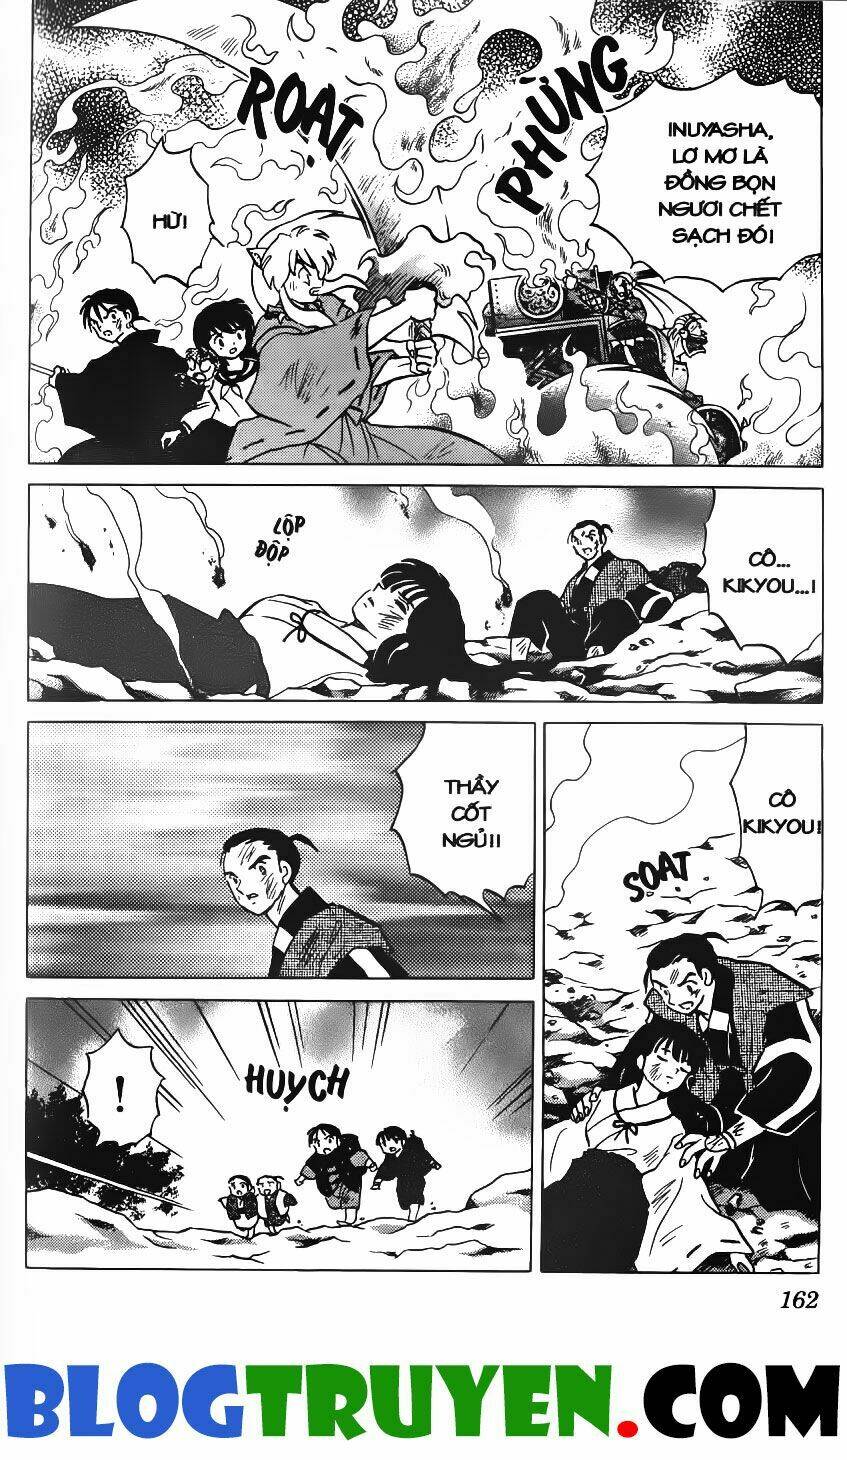 ROẠT
PHÙNG
INUYASHA,
LƠ MƠ LÀ
ĐỒNG BỌN
NGƯƠI CHẾT
SẠCH ĐÓ!
HỪ!
LỘP
ĐỘP
CÔ...
KIKYOU...!
THẦY
CỐT
NGỦ!!
CÔ
KIKYOU!
SOẠT
!
HUỴCH
162
BLOGTRUYEN.COM